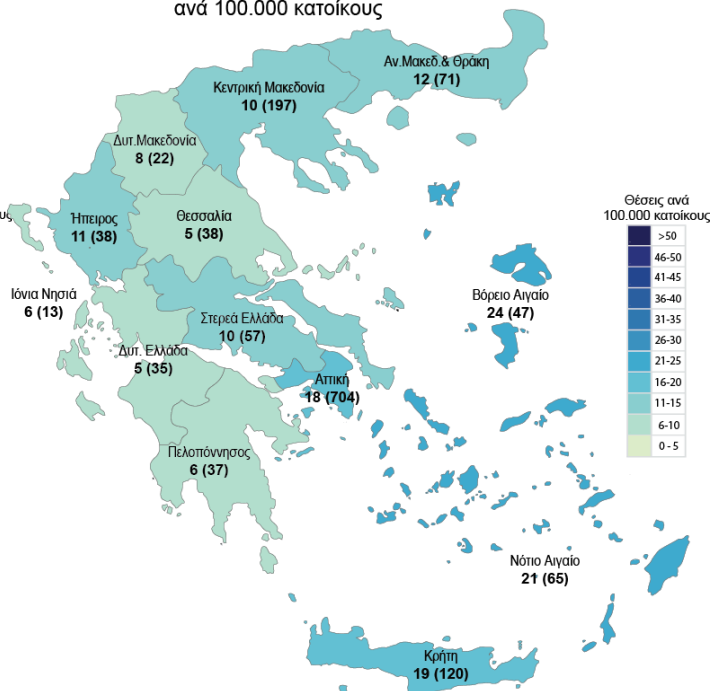 ανά 100.000 κατοίκους
Αν.Μακεδ.& Θράκη
12 (71)
Κεντρική Μακεδονία
10 (197)
Δυτ.Μακεδονία
8 (22)
Ήπειρος
11 (38)
Θεσσαλία
5 (38)
Ιόνια Νησιά
6 (13)
Στερεά Ελλάδα
10 (57)
Δυτ. Ελλάδα
5 (35)
Αττική
18 (704)
Πελοπόννησος
6 (37)
Βόρειο Αιγαίο
24 (47)
Νότιο Αιγαίο
21 (65)
Κρήτη
19 (120)
Θέσεις ανά
100.000 κατοίκους
>50
46-50
41-45
36-40
31-35
26-30
21-25
16-20
11-15
6-10
0 - 5